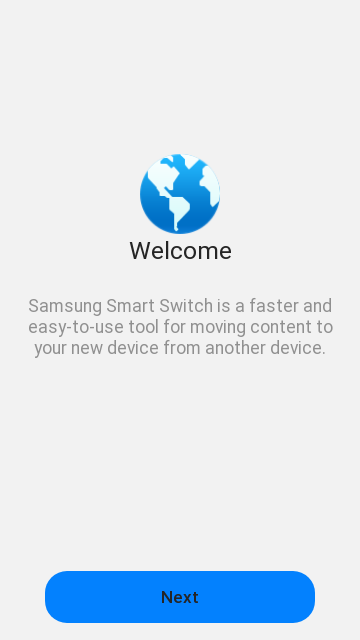 Welcome
Samsung Smart Switch is a faster and
easy-to-use tool for moving content to
your new device from another device.
Next